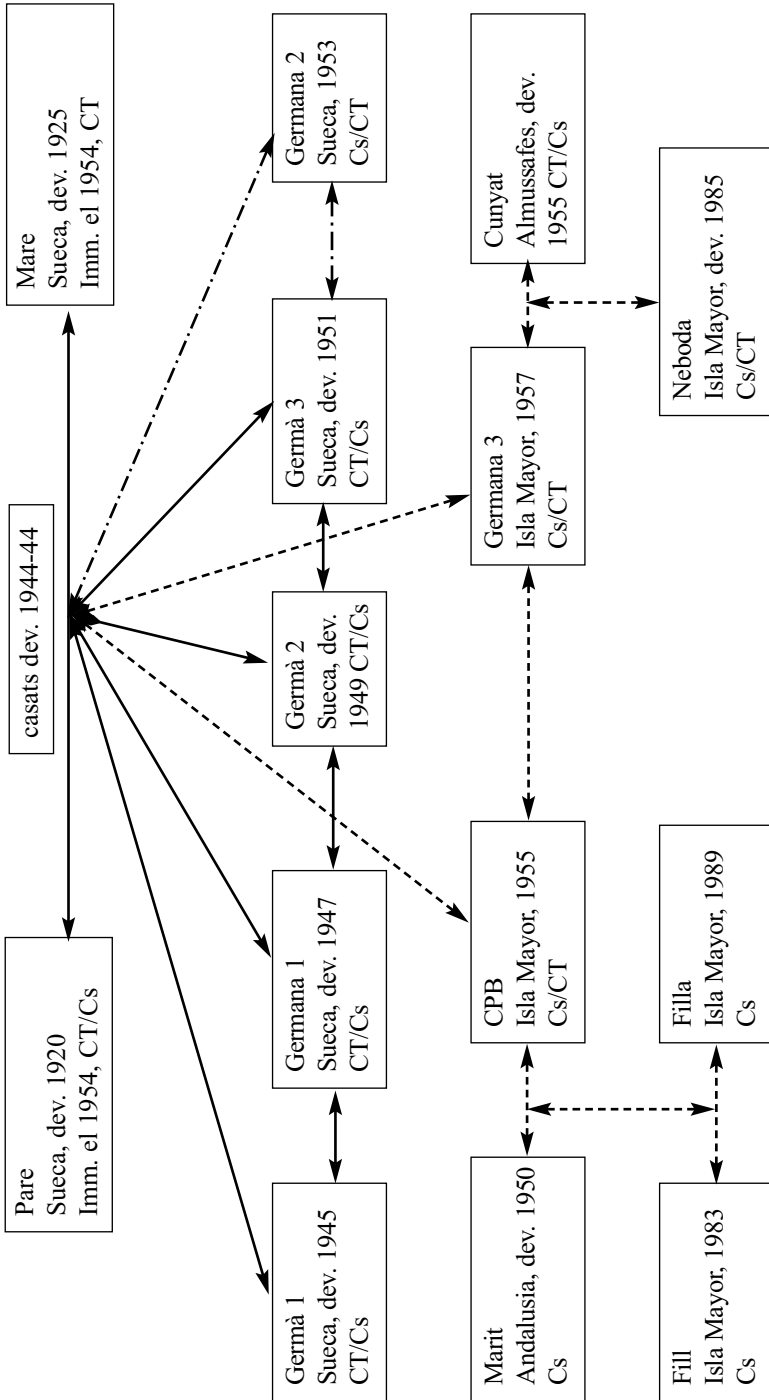 Pare
Sueca, dev. 1920
Imm. el 1954, CT/Cs
casats dev. 1944-44
Mare
Sueca, dev. 1925
Imm. el 1954, CT
Germà 1
Sueca, dev. 1945
CT/Cs
Germana 1
Sueca, dev. 1947
CT/Cs
Germà 2
Sueca, dev.
1949 CT/Cs
Germà 3
Sueca, dev. 1951
CT/Cs
Germana 2
Sueca, 1953
Cs/CT
Marit
Andalusia, dev. 1950
Cs
CPB
Isla Mayor, 1955
Cs/CT
Germana 3
Isla Mayor, 1957
Cs/CT
Cunyat
Almussafes, dev.
1955 CT/Cs
Fill
Isla Mayor, 1983
Cs
Filla
Isla Mayor, 1989
Cs
Neboda
Isla Mayor, dev. 1985
Cs/CT